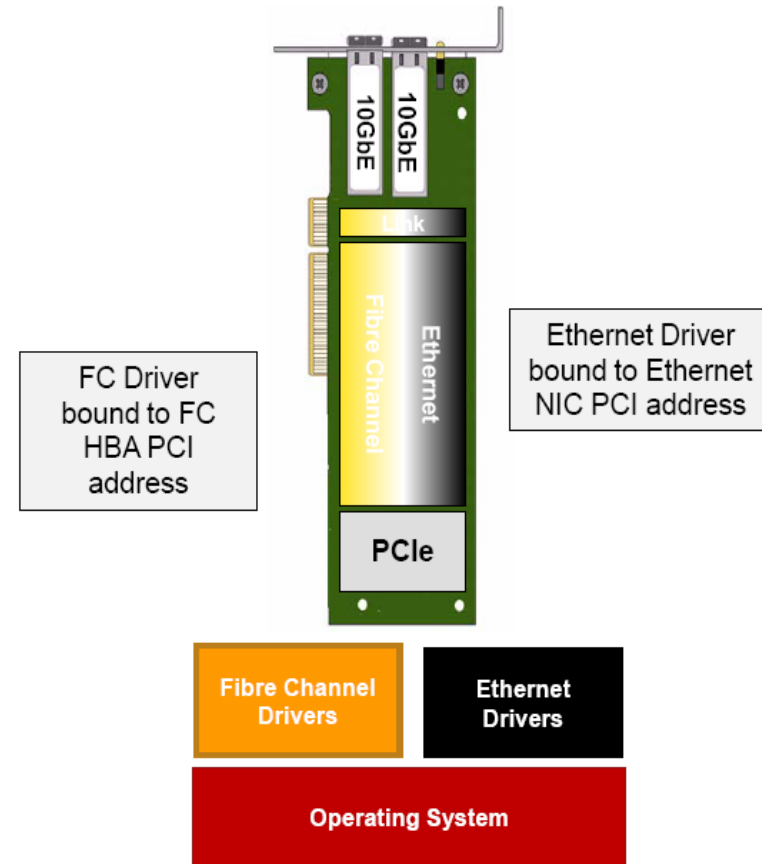 10GbE
10GbE
Link
Fibre Channel
Ethernet
FC Driver
bound to FC
HBA PCI
address
Ethernet Driver
bound to Ethernet
NIC PCI address
PCIe
Fibre Channel
Drivers
Ethernet
Drivers
Operating System